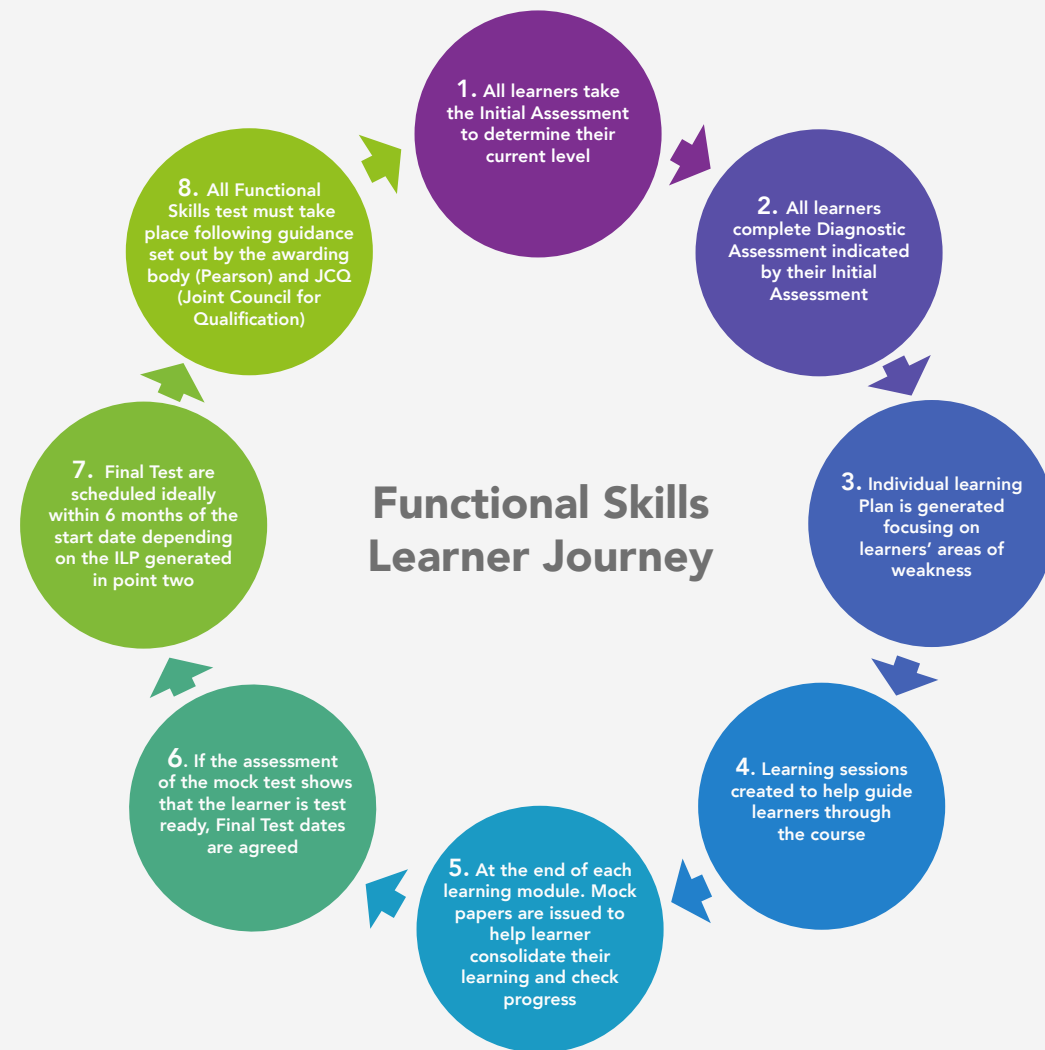 1. All learners take
the Initial Assessment
to determine their
current level
2. All learners
complete Diagnostic
Assessment indicated
by their Initial
Assessment
3. Individual learning
Plan is generated
focusing on
learners’ areas of
weakness
4. Learning sessions
created to help guide
learners through
the course
5. At the end of each
learning module. Mock
papers are issued to
help learner
consolidate their
learning and check
progress
6. If the assessment
of the mock test shows
that the learner is test
ready, Final Test dates
are agreed
7. Final Test are
scheduled ideally
within 6 months of the
start date depending
on the ILP generated
in point two
8. All Functional
Skills test must take
place following guidance
set out by the awarding
body (Pearson) and JCQ
(Joint Council for
Qualification)
Functional Skills
Learner Journey